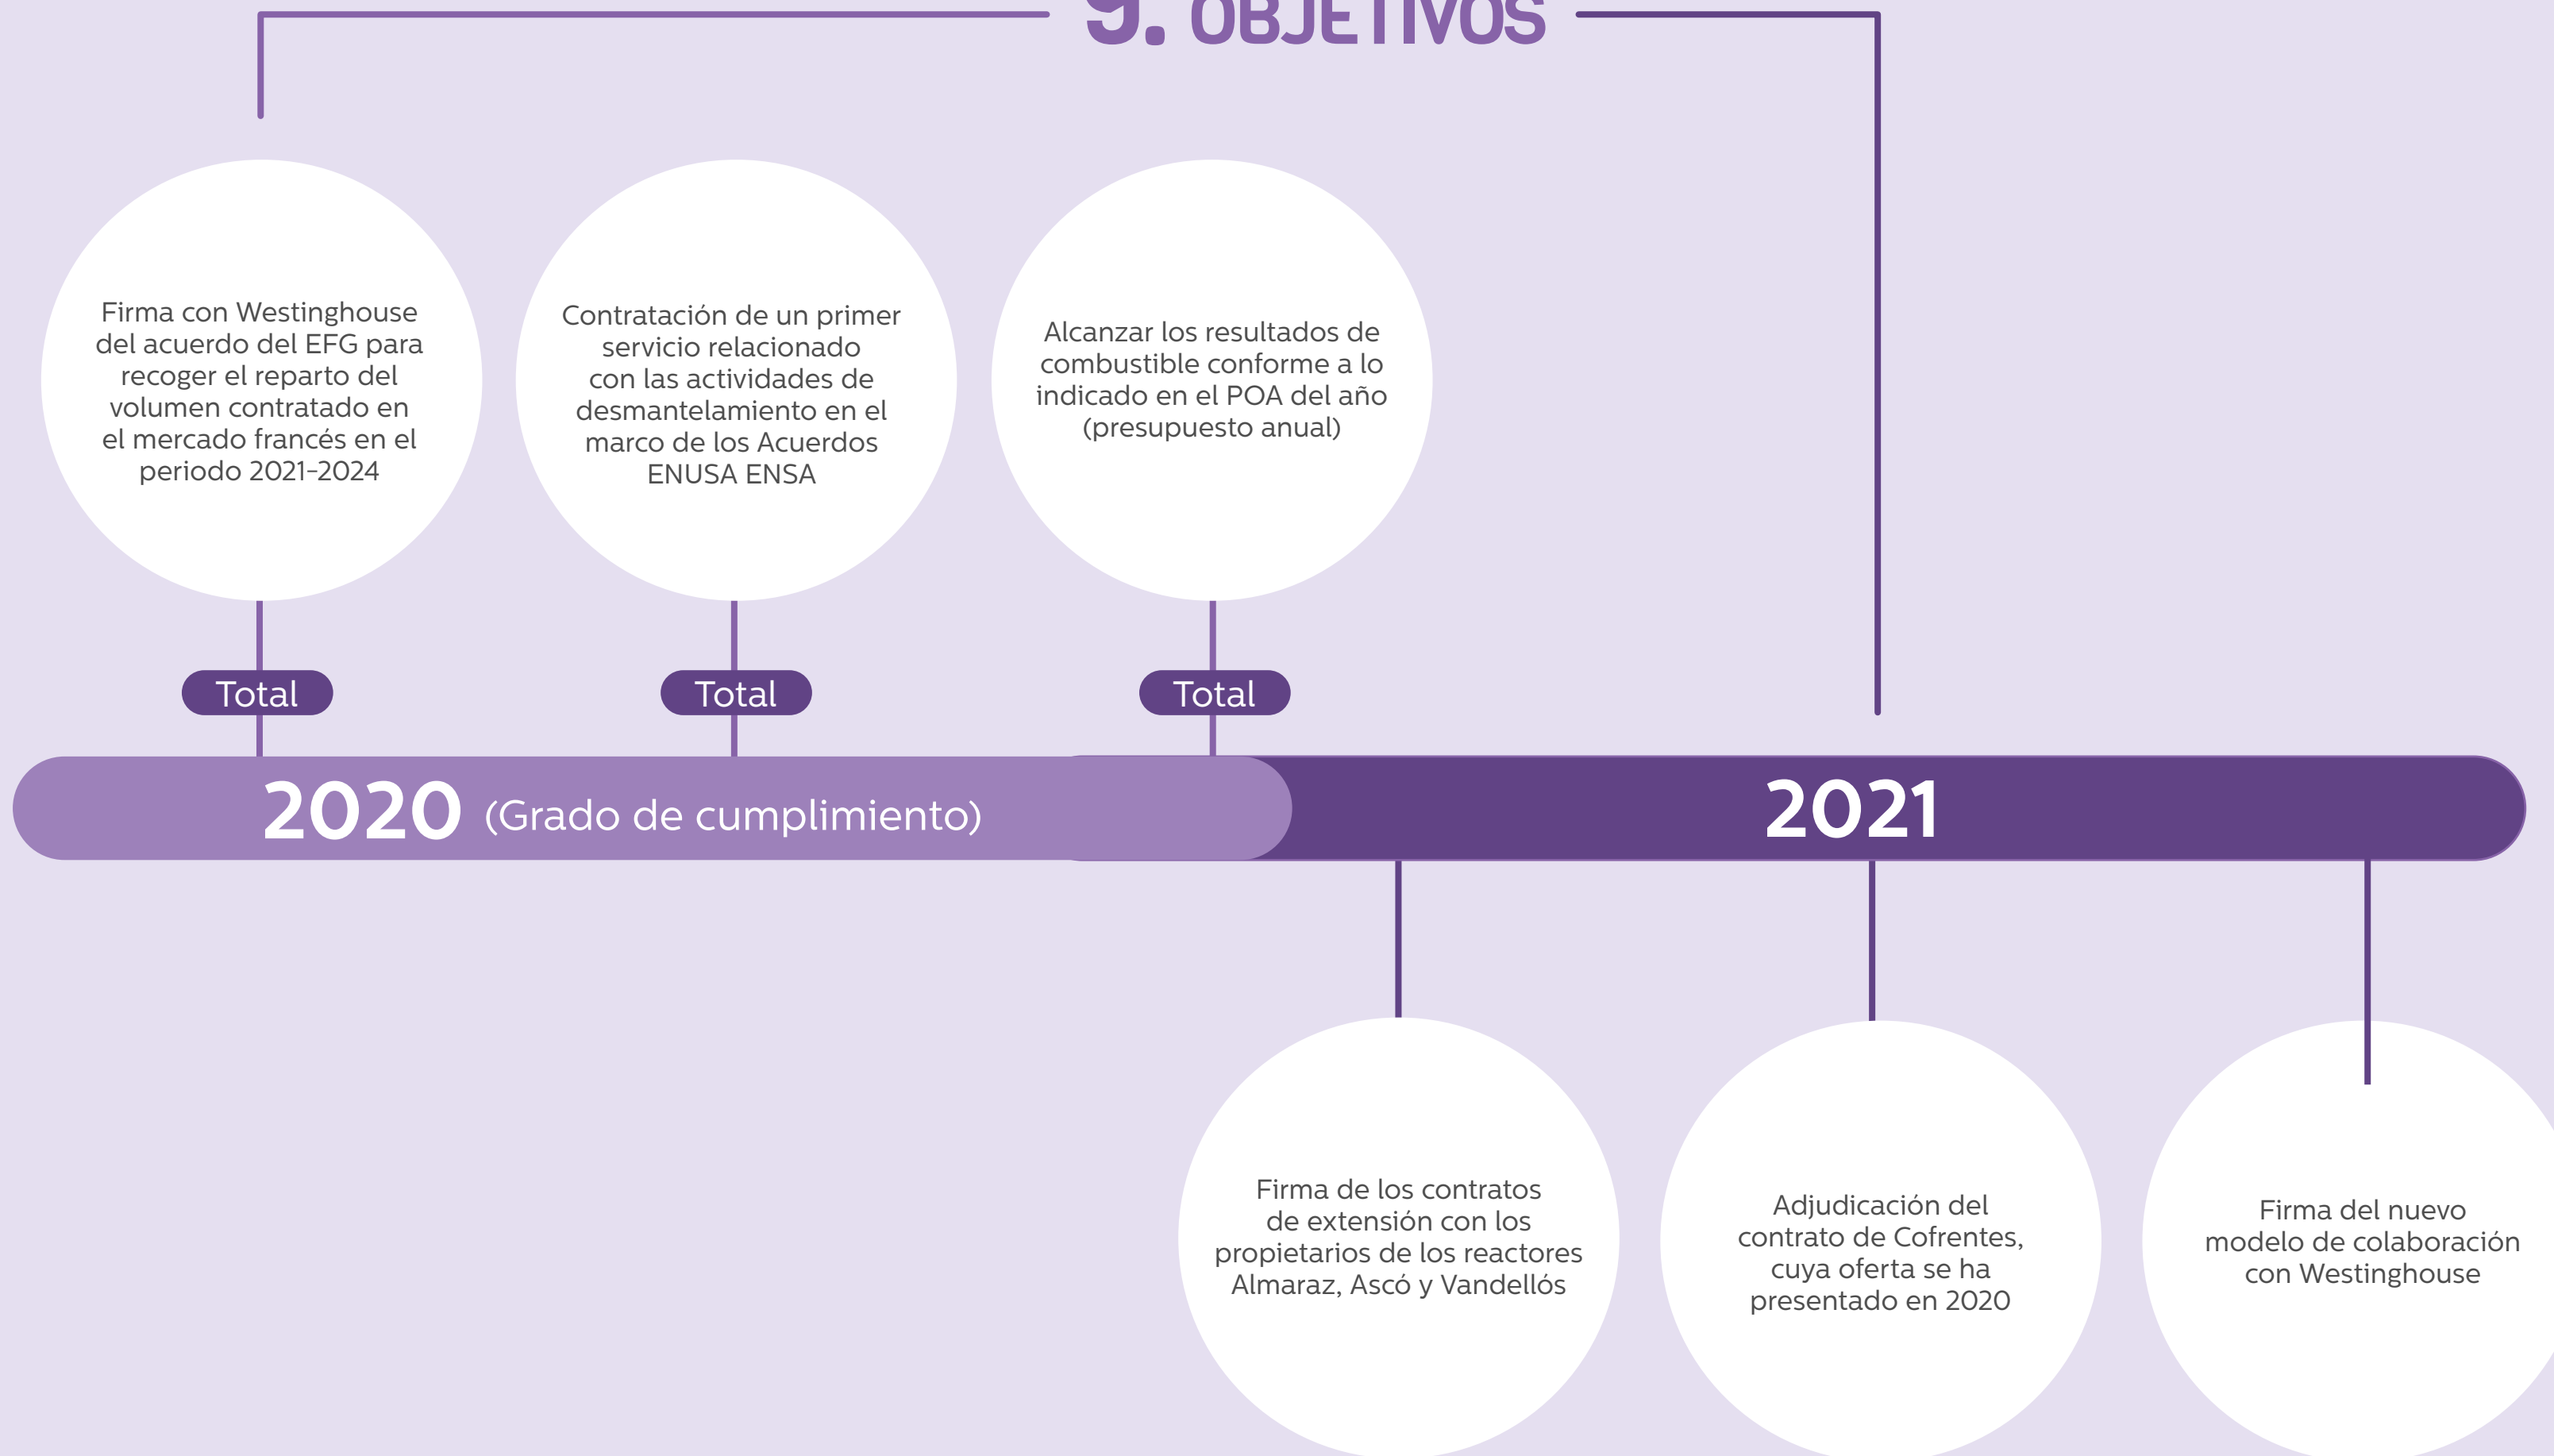 9. OBJETIVOS
Firma con Westinghouse
del acuerdo del EFG para
recoger el reparto del
volumen contratado en
el mercado francés en el
periodo 2021-2024
Contratación de un primer
servicio relacionado
con las actividades de
desmantelamiento en el
marco de los Acuerdos
ENUSA ENSA
Alcanzar los resultados de
combustible conforme a lo
indicado en el POA del año
(presupuesto anual)
Total
Total
Total
2020 (Grado de cumplimiento)
2021
Firma de los contratos
de extensión con los
propietarios de los reactores
Almaraz, Ascó y Vandellós
Adjudicación del
contrato de Cofrentes,
cuya oferta se ha
presentado en 2020
Firma del nuevo
modelo de colaboración
con Westinghouse